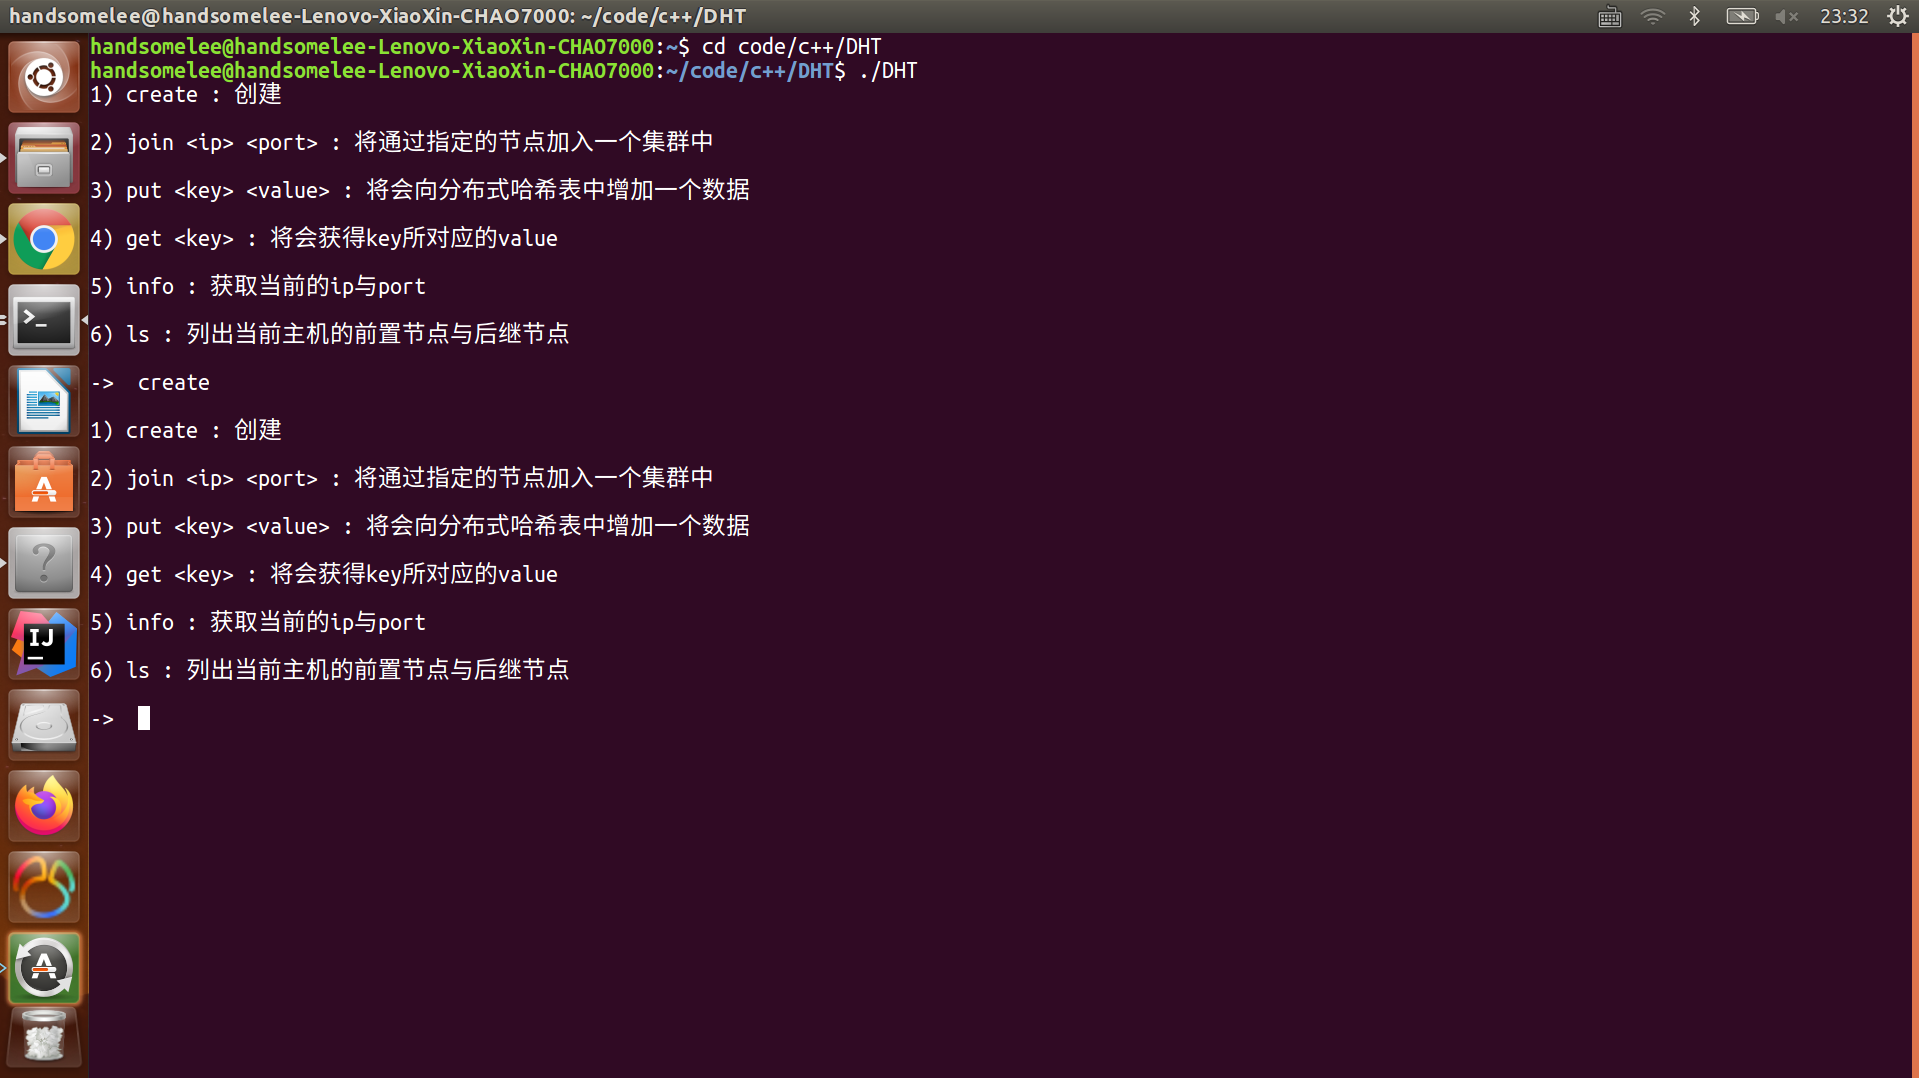 handsomelee@handsomelee-Lenovo-XiaoXin-CHAO7000: ~/code/c++/DHT
23:32
handsomelee@handsomelee-Lenovo-XiaoXin-CHAO7000:~$ cd code/c++/DHT
handsomelee@handsomelee-Lenovo-XiaoXin-CHAO7000:~/code/c++/DHT$ ./DHT
1) create : 创建
2) join <ip> <port> : 将通过指定的节点加入一个集群中
3) put <key> <value> : 将会向分布式哈希表中增加一个数据
4) get <key> : 将会获得key所对应的value
5) info : 获取当前的ip与port
6) ls : 列出当前主机的前置节点与后继节点
->  create
1) create : 创建
2) join <ip> <port> : 将通过指定的节点加入一个集群中
3) put <key> <value> : 将会向分布式哈希表中增加一个数据
4) get <key> : 将会获得key所对应的value
5) info : 获取当前的ip与port
6) ls : 列出当前主机的前置节点与后继节点
->
IJ